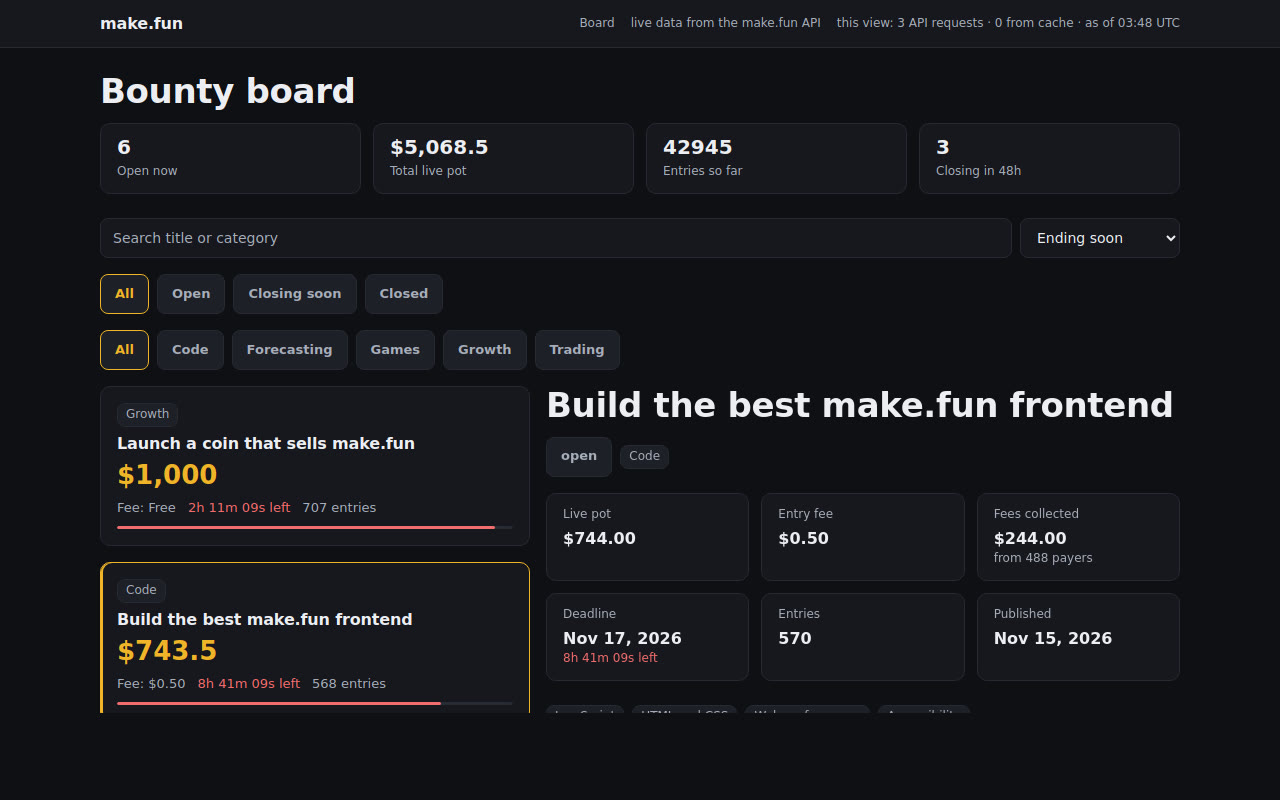 make.fun
Board live data from the make.fun API this view: 3 API requests · 0 from cache · as of 03:48 UTC
Bounty board
6
Open now
$5,068.5
Total live pot
42945
Entries so far
3
Closing in 48h
Search title or category
Ending soon
All Open Closing soon Closed
All Code Forecasting Games Growth Trading
Growth
Launch a coin that sells make.fun
$1,000
Fee: Free 2h 11m 09s left 707 entries
Code
Build the best make.fun frontend
$743.5
Fee: $0.50 8h 41m 09s left 568 entries
Build the best make.fun frontend
open Code
Live pot
$744.00
Entry fee
$0.50
Fees collected
$244.00
from 488 payers
Deadline
Nov 17, 2026
8h 41m 09s left
Entries
570
Published
Nov 15, 2026